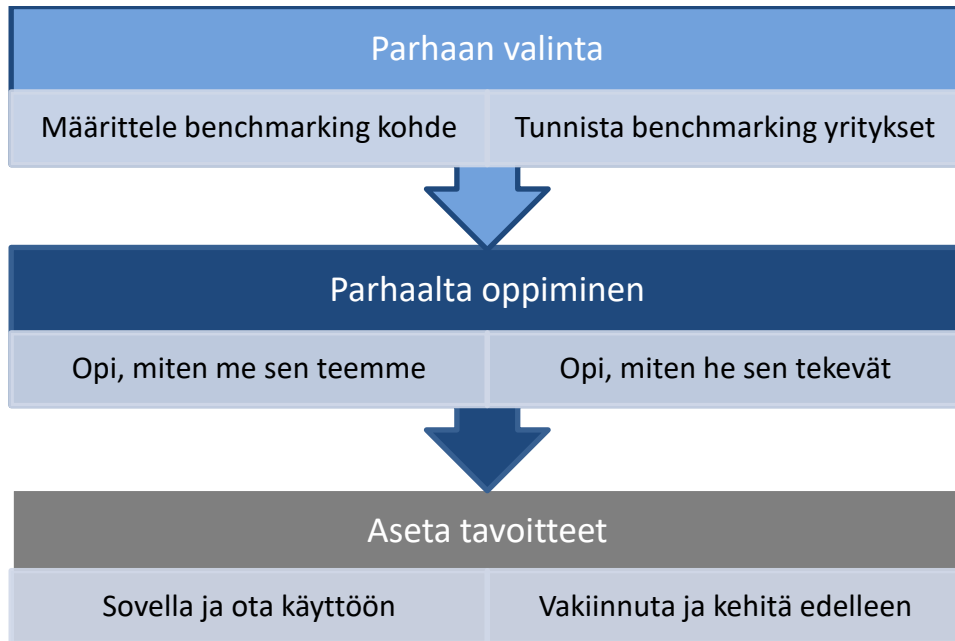 Parhaan valinta
Määrittele benchmarking kohde
Tunnista benchmarking yritykset
Parhaalta oppiminen
Opi, miten me sen teemme
Opi, miten he sen tekevät
Aseta tavoitteet
Sovella ja ota käyttöön
Vakiinnuta ja kehitä edelleen